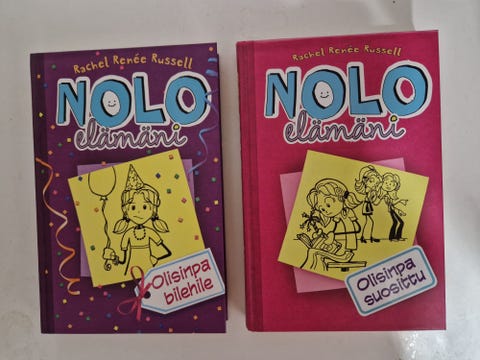 Rachel Renée Russell
NOLO
elämäni
Olisinpa
bilehile
Rachel Renée Russell
NOLO
elämäni
Olisinpa
suosittu